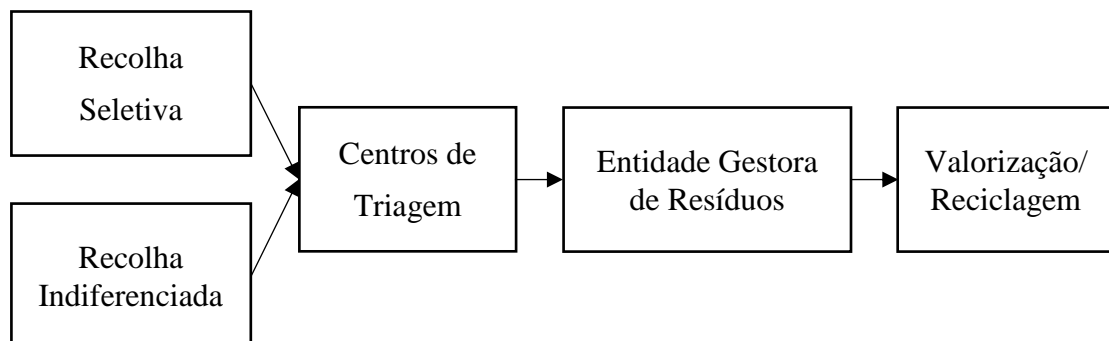 Recolha
Seletiva
Recolha
Indiferenciada
Centros de
Triagem
Entidade Gestora
de Resíduos
Valorização/
Reciclagem